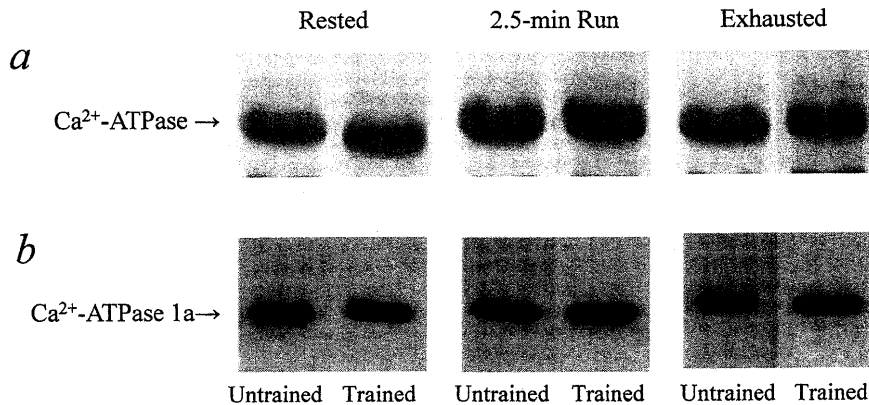 Rested 2.5-min Run Exhausted
a
Ca²⁺-ATPase →
b
Ca²⁺-ATPase 1a→
Untrained Trained Untrained Trained Untrained Trained